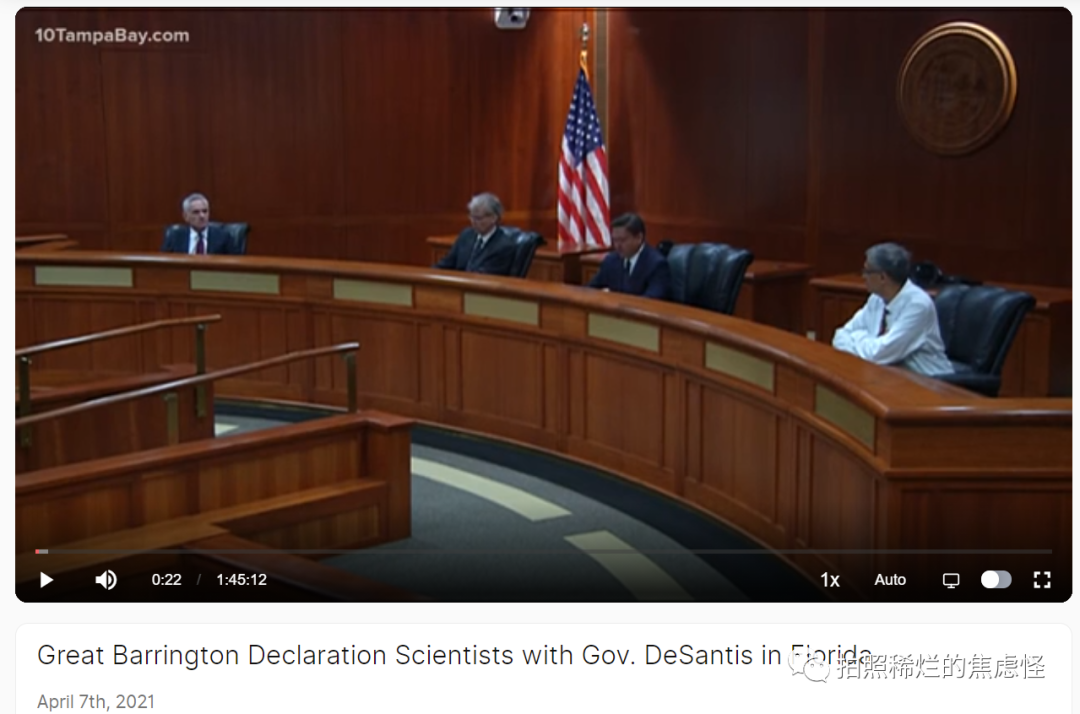 10TampaBay.com
0:22 / 1:45:12
1x
Auto
Great Barrington Declaration Scientists with Gov. DeSantis in Florida
拍照稀烂的焦虑怪
April 7th, 2021